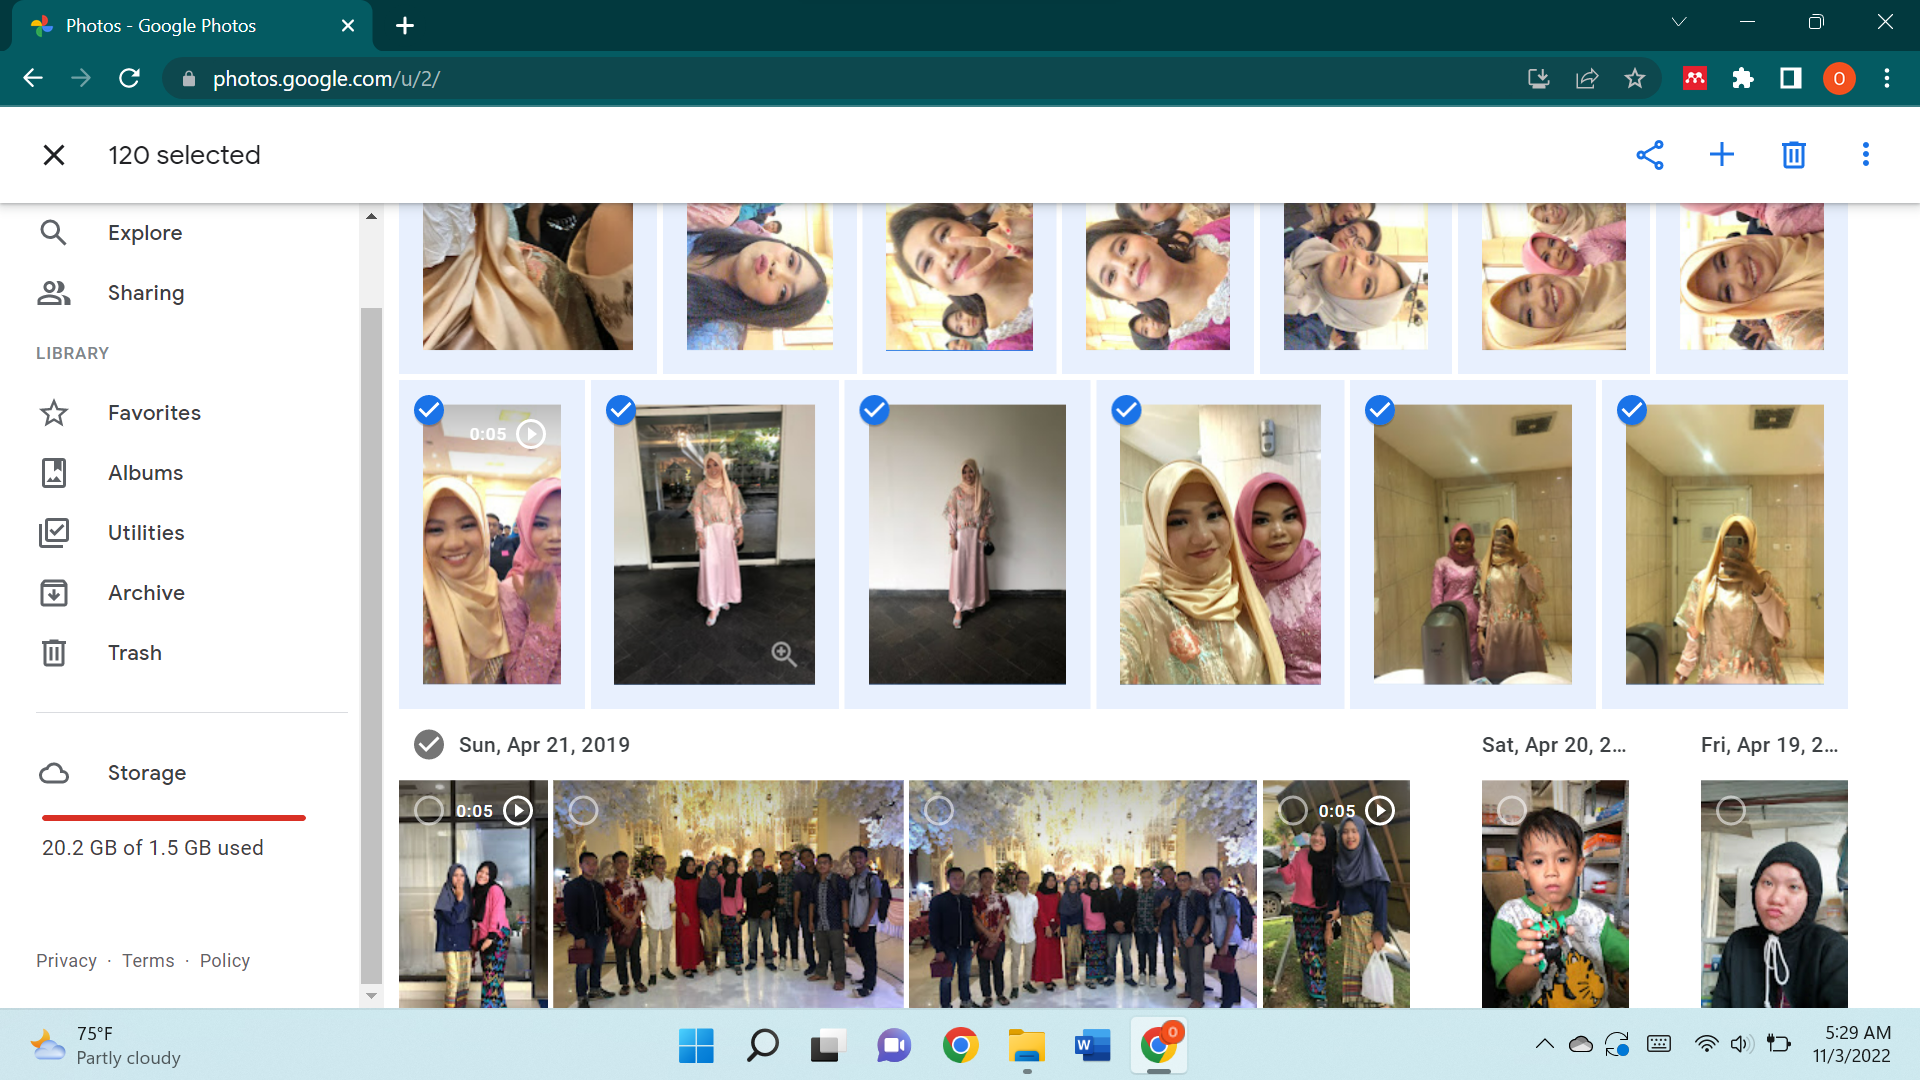 Photos - Google Photos
photos.google.com/u/2/
O
120 selected
Explore
Sharing
LIBRARY
Favorites
Albums
Utilities
Archive
Trash
Storage
20.2 GB of 1.5 GB used
Privacy · Terms · Policy
0:05
Sun, Apr 21, 2019
Sat, Apr 20, 2...
Fri, Apr 19, 2...
0:05
0:05
75°F
Partly cloudy
W
0
5:29 AM
11/3/2022